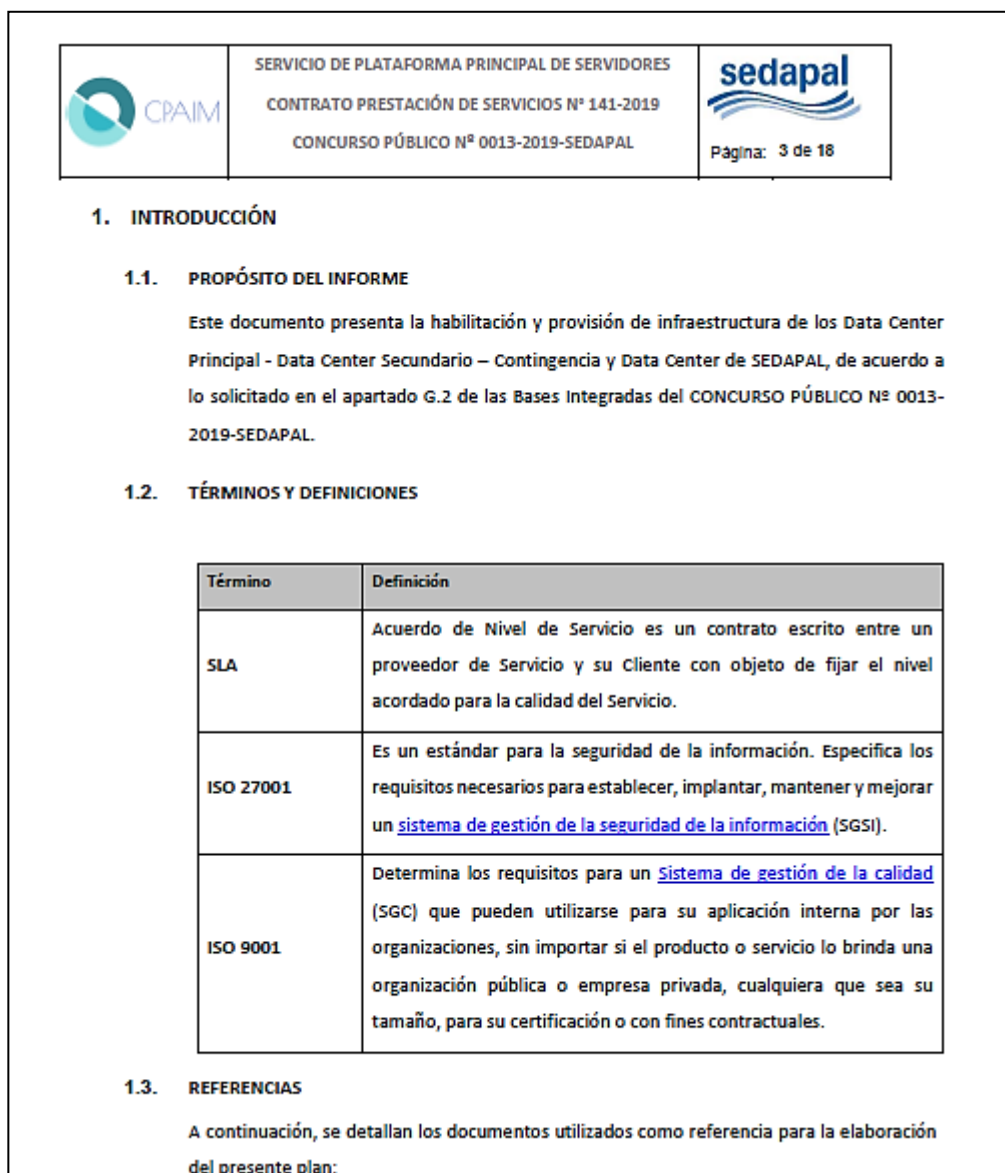 CPAIM
SERVICIO DE PLATAFORMA PRINCIPAL DE SERVIDORES
CONTRATO PRESTACIÓN DE SERVICIOS N° 141-2019
CONCURSO PÚBLICO Nº 0013-2019-SEDAPAL
sedapal
Página: 3 de 18
1. INTRODUCCIÓN
1.1. PROPÓSITO DEL INFORME
Este documento presenta la habilitación y provisión de infraestructura de los Data Center
Principal - Data Center Secundario – Contingencia y Data Center de SEDAPAL, de acuerdo a
lo solicitado en el apartado G.2 de las Bases Integradas del CONCURSO PÚBLICO Nº 0013-
2019-SEDAPAL.
1.2. TÉRMINOS Y DEFINICIONES
Término Definición
SLA
Acuerdo de Nivel de Servicio es un contrato escrito entre un
proveedor de Servicio y su Cliente con objeto de fijar el nivel
acordado para la calidad del Servicio.
ISO 27001
Es un estándar para la seguridad de la información. Especifica los
requisitos necesarios para establecer, implantar, mantener y mejorar
un sistema de gestión de la seguridad de la información (SGSI).
ISO 9001
Determina los requisitos para un Sistema de gestión de la calidad
(SGC) que pueden utilizarse para su aplicación interna por las
organizaciones, sin importar si el producto o servicio lo brinda una
organización pública o empresa privada, cualquiera que sea su
tamaño, para su certificación o con fines contractuales.
1.3. REFERENCIAS
A continuación, se detallan los documentos utilizados como referencia para la elaboración
del presente plan: